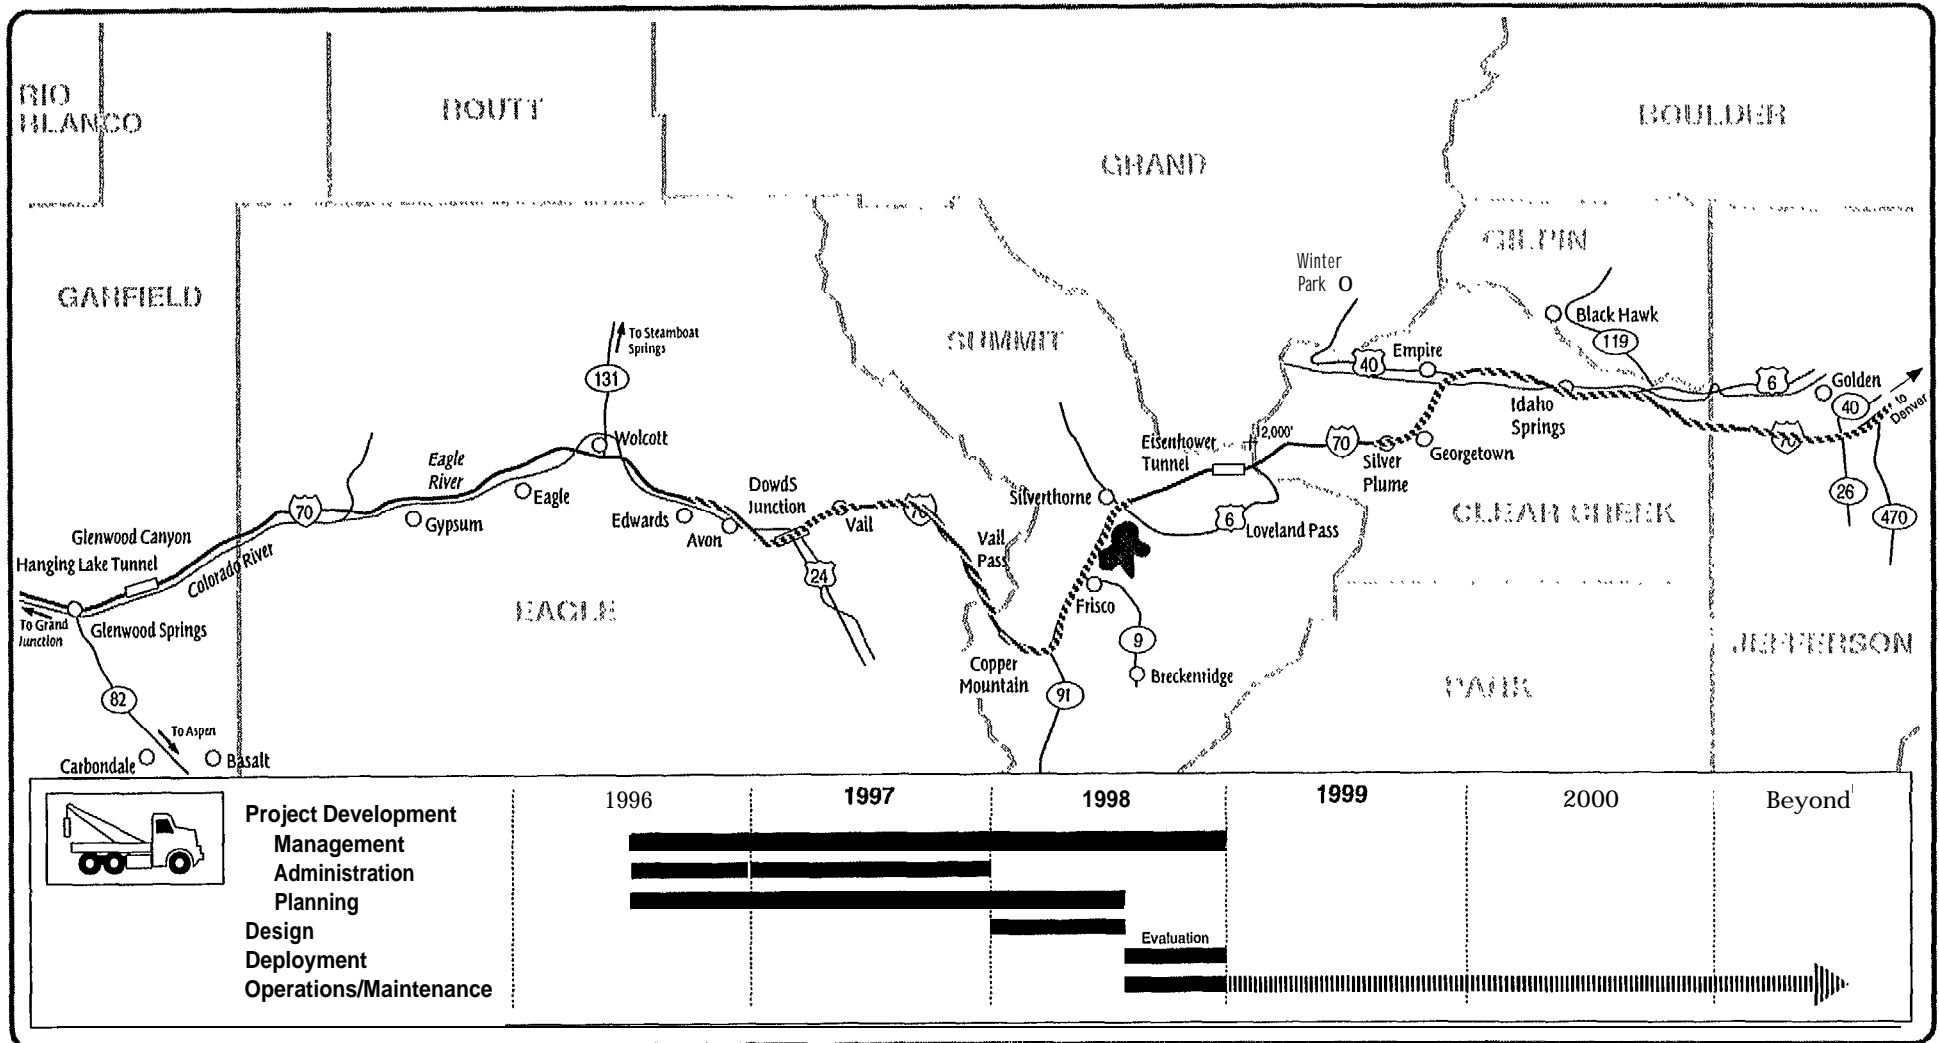 RIO
BLANCO
ROUTT
GRAND
BOULDER
GILPIN
GARFIELD
SUMMIT
Winter
Park
Black Hawk
119
To Steamboat
Springs
131
40
Empire
6
Golden
40
to
Denver
Idaho
Springs
Wolcott
Eagle
River
Eisenhower
Tunnel
12,000'
70
Silver
Plume
Georgetown
70
DowdS
Junction
Silverthorne
26
470
70
Eagle
Gypsum
Edwards
Avon
Vail
70
6
Loveland Pass
CLEAR CREEK
Glenwood Canyon
Hanging Lake Tunnel
Colorado River
Vail
Pass
24
EAGLE
Frisco
To Grand
Junction
Glenwood Springs
9
JEFFERSON
Copper
Mountain
Breckenridge
PARK
91
82
To Aspen
Carbondale
Basalt
1996
1997
1998
1999
2000
Beyond
Project Development
Management
Administration
Planning
Design
Evaluation
Deployment
Operations/Maintenance